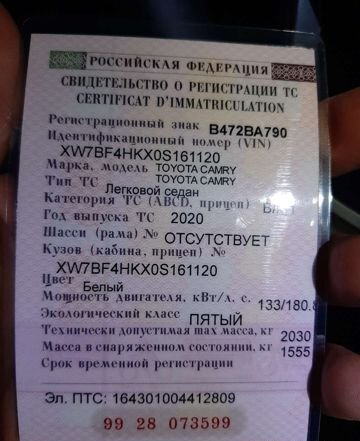 РОССИЙСКАЯ ФЕДЕРАЦИЯ
СВИДЕТЕЛЬСТВО О РЕГИСТРАЦИИ ТС
CERTIFICAT D'IMMATRICULATION
Регистрационный знак В472ВА790
Идентификационный номер (VIN)
XW7BF4HKX0S161120
Марка, модель TOYOTA CAMRY
TOYOTA CAMRY
Тип ТС Легковой седан
Категория ТС (ABCD, прицеп)
Год выпуска ТС 2020
Шасси (рама) № ОТСУТСТВУЕТ
Кузов (кабина, прицеп) №
XW7BF4HKX0S161120
Цвет Белый
Мощность двигателя, кВт/л. с. 133/180.8
Экологический класс ПЯТЫЙ
Технически допустимая max масса, кг 2030
Масса в снаряженном состоянии, кг 1555
Срок временной регистрации
Эл. ПТС: 164301004412809
99 28 073599